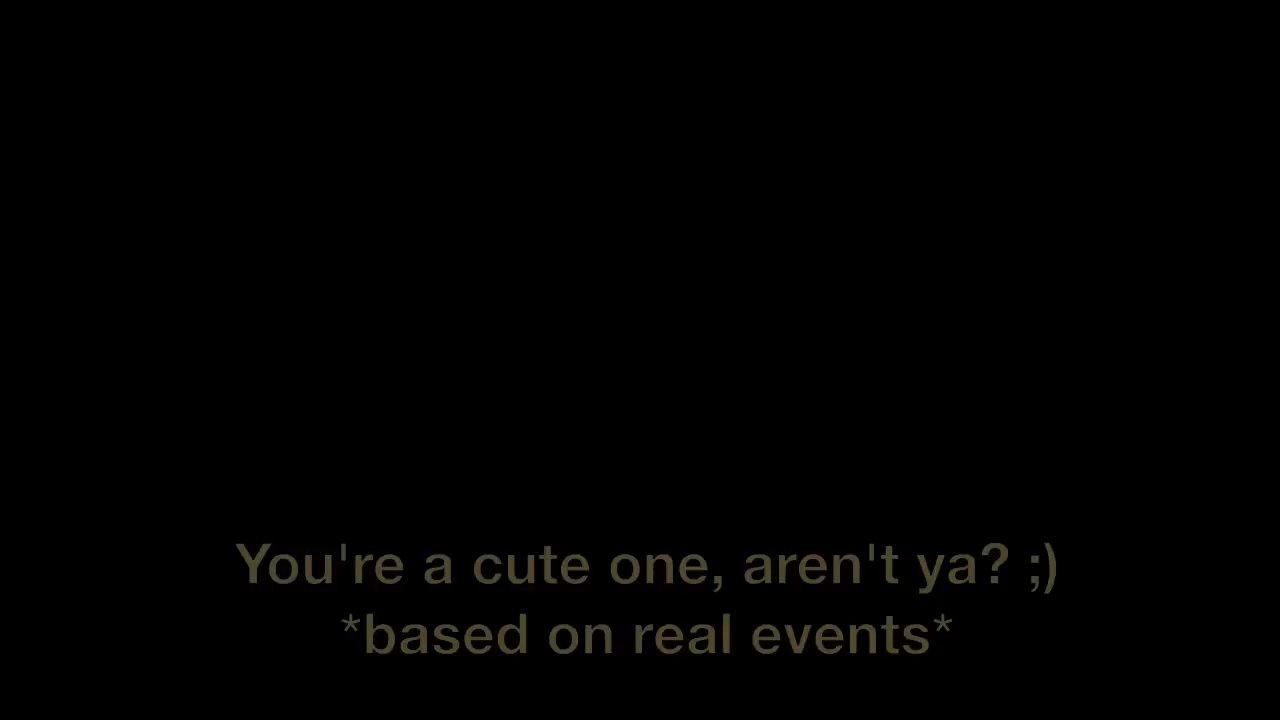 You're a cute one, aren't ya? ;)
*based on real events*